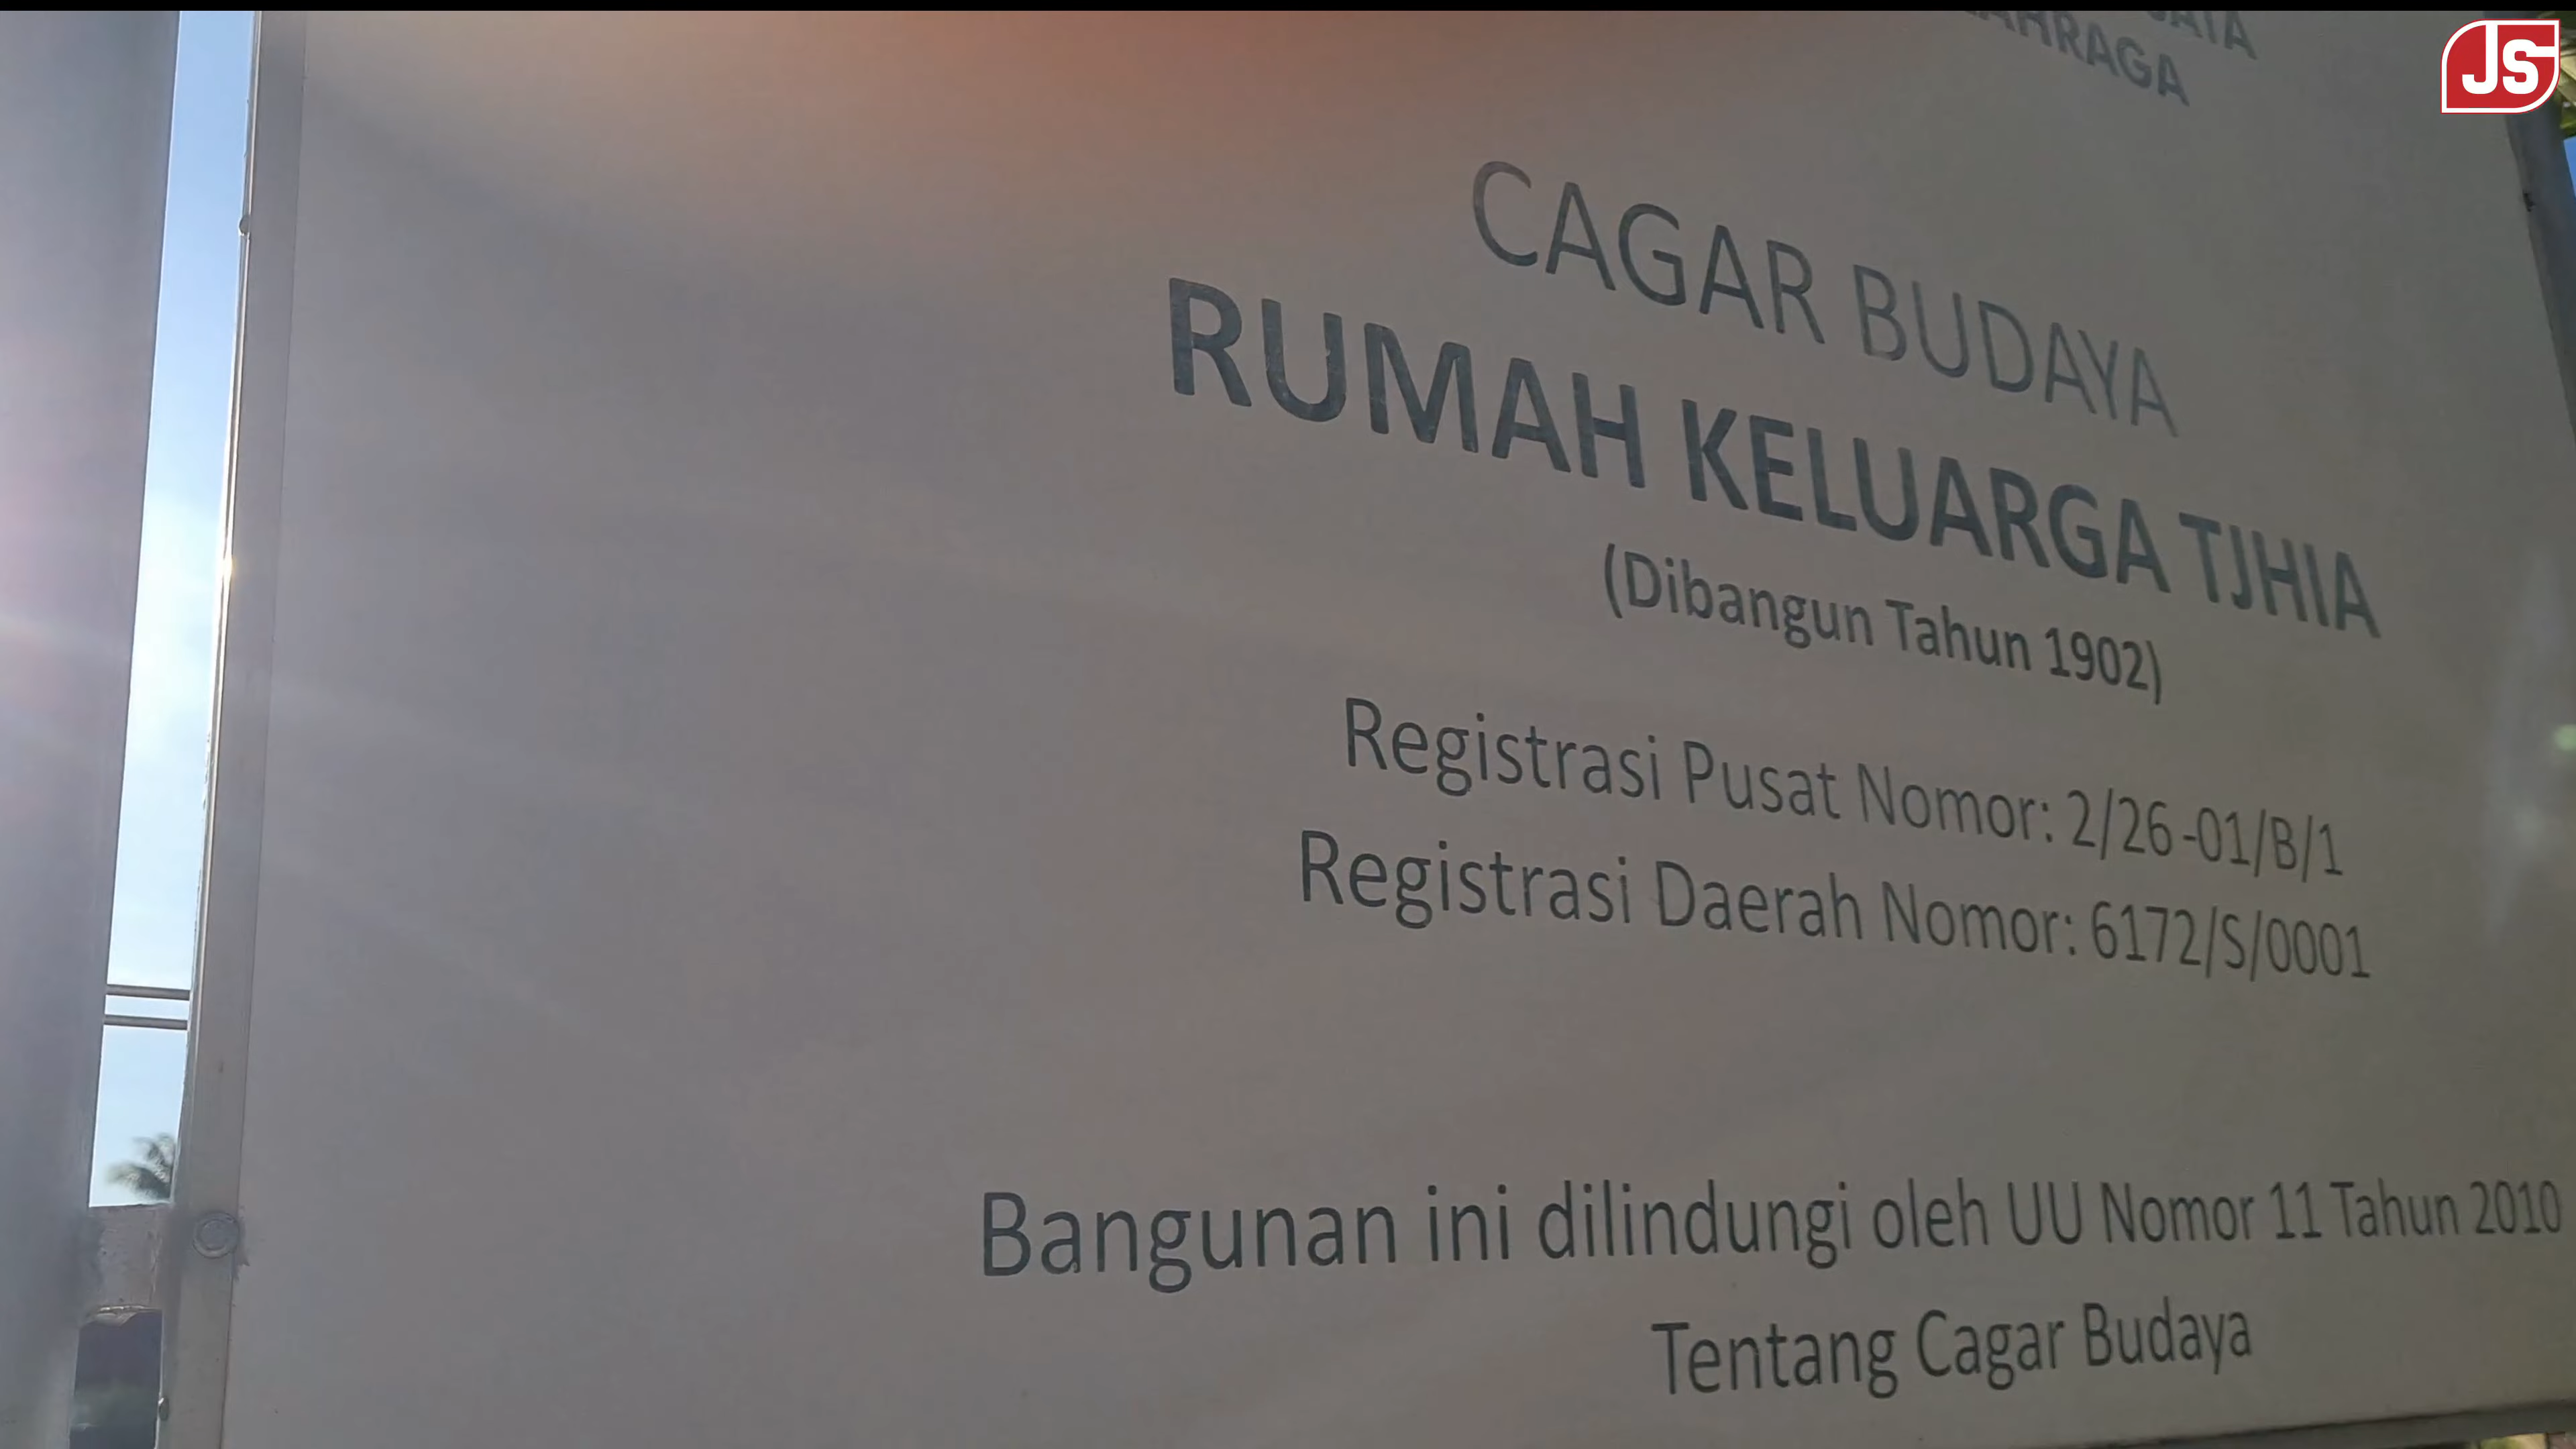 AHRAGA
JS
CAGAR BUDAYA
RUMAH KELUARGA TJHIA
(Dibangun Tahun 1902)
Registrasi Pusat Nomor: 2/26-01/B/1
Registrasi Daerah Nomor: 6172/S/0001
Bangunan ini dilindungi oleh UU Nomor 11 Tahun 2010
Tentang Cagar Budaya